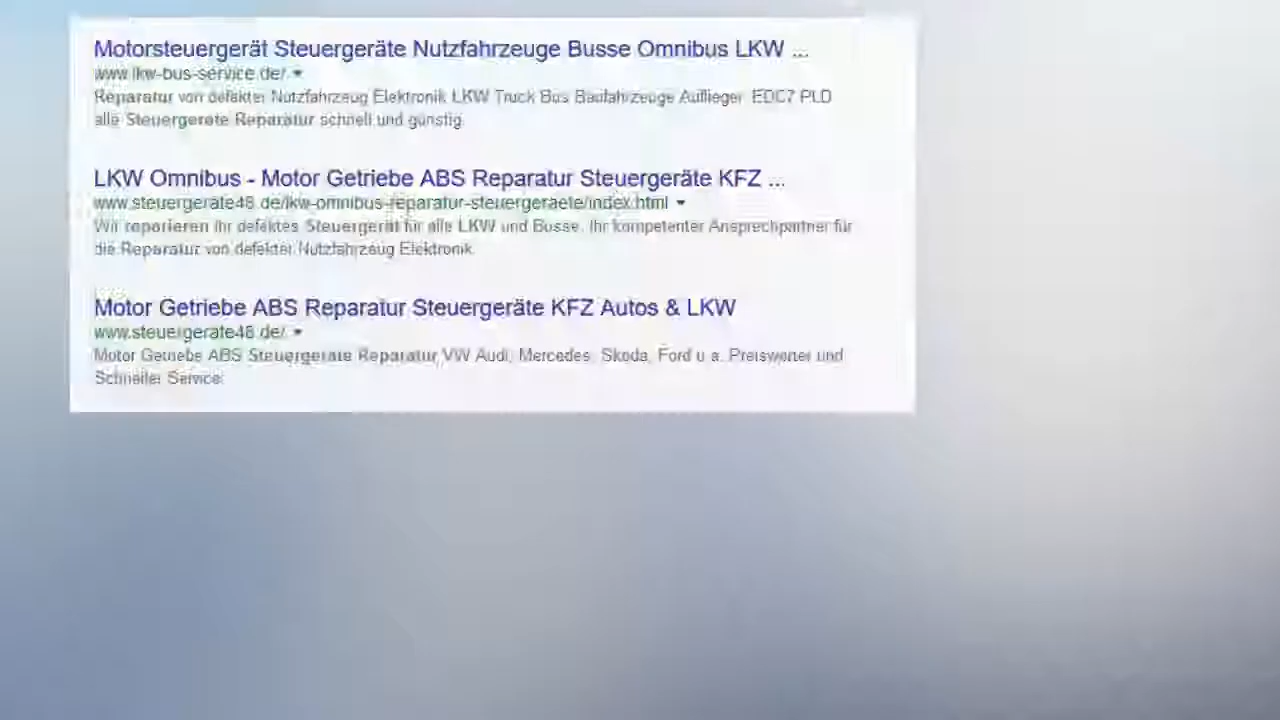 Motorsteuergerät Steuergeräte Nutzfahrzeuge Busse Omnibus LKW ...
www.lkw-bus-service.de/
Reparatur von defekter Nutzfahrzeug Elektronik LKW Truck Bus Baufahrzeuge Auflieger. EDC7 PLD
alle Steuergeräte Reparatur schnell und günstig.
LKW Omnibus - Motor Getriebe ABS Reparatur Steuergeräte KFZ ...
www.steuergerate48.de/lkw-omnibus-reparatur-steuergeraete/index.html
Wir reparieren Ihr defektes Steuergerät für alle LKW und Busse. Ihr kompetenter Ansprechpartner für
die Reparatur von defekter Nutzfahrzeug Elektronik.
Motor Getriebe ABS Reparatur Steuergeräte KFZ Autos & LKW
www.steuergerate48.de/
Motor Getriebe ABS Steuergeräte Reparatur VW Audi, Mercedes, Skoda, Ford u.a. Preiswerter und
Schneller Service.